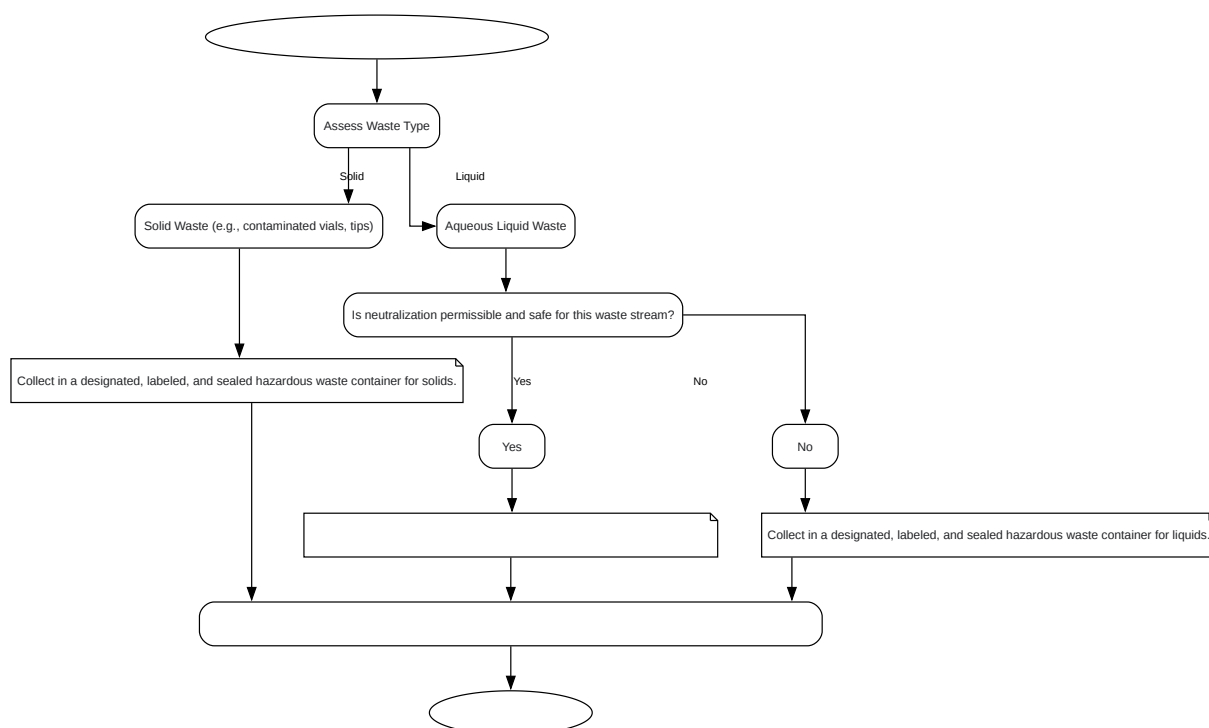 Assess Waste Type
Solid
Liquid
Solid Waste (e.g., contaminated vials, tips)
Aqueous Liquid Waste
Is neutralization permissible and safe for this waste stream?
Collect in a designated, labeled, and sealed hazardous waste container for solids.
Yes
No
Yes
No
Collect in a designated, labeled, and sealed hazardous waste container for liquids.